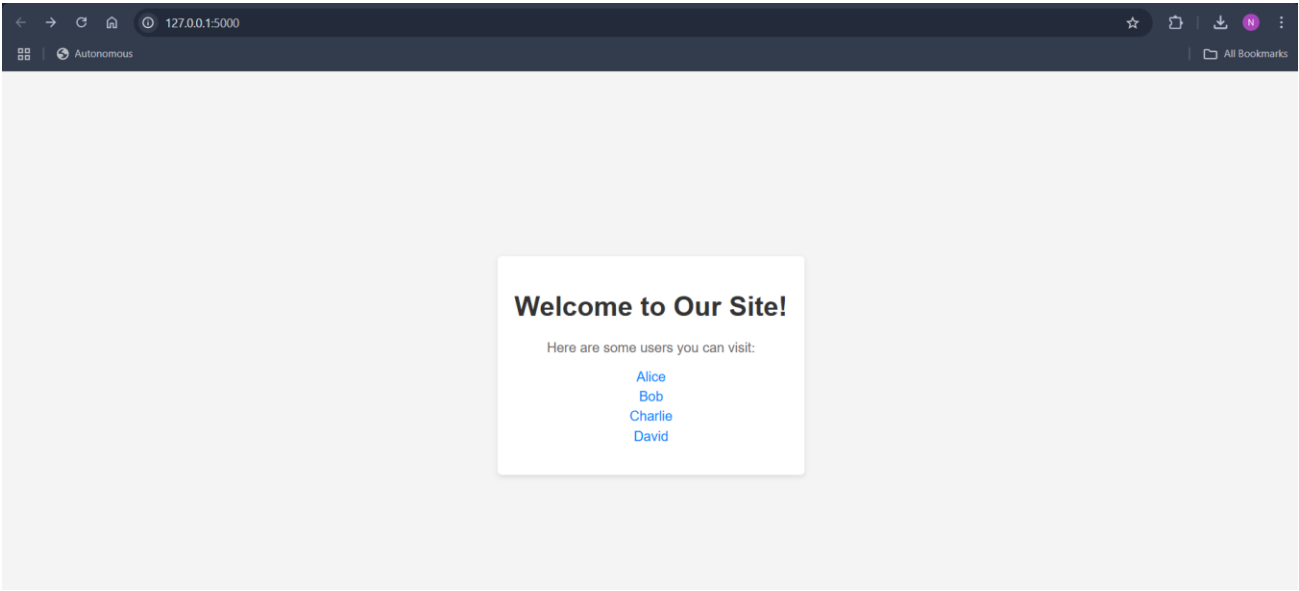 127.0.0.1:5000
N
Autonomous
All Bookmarks
Welcome to Our Site!
Here are some users you can visit:
Alice
Bob
Charlie
David